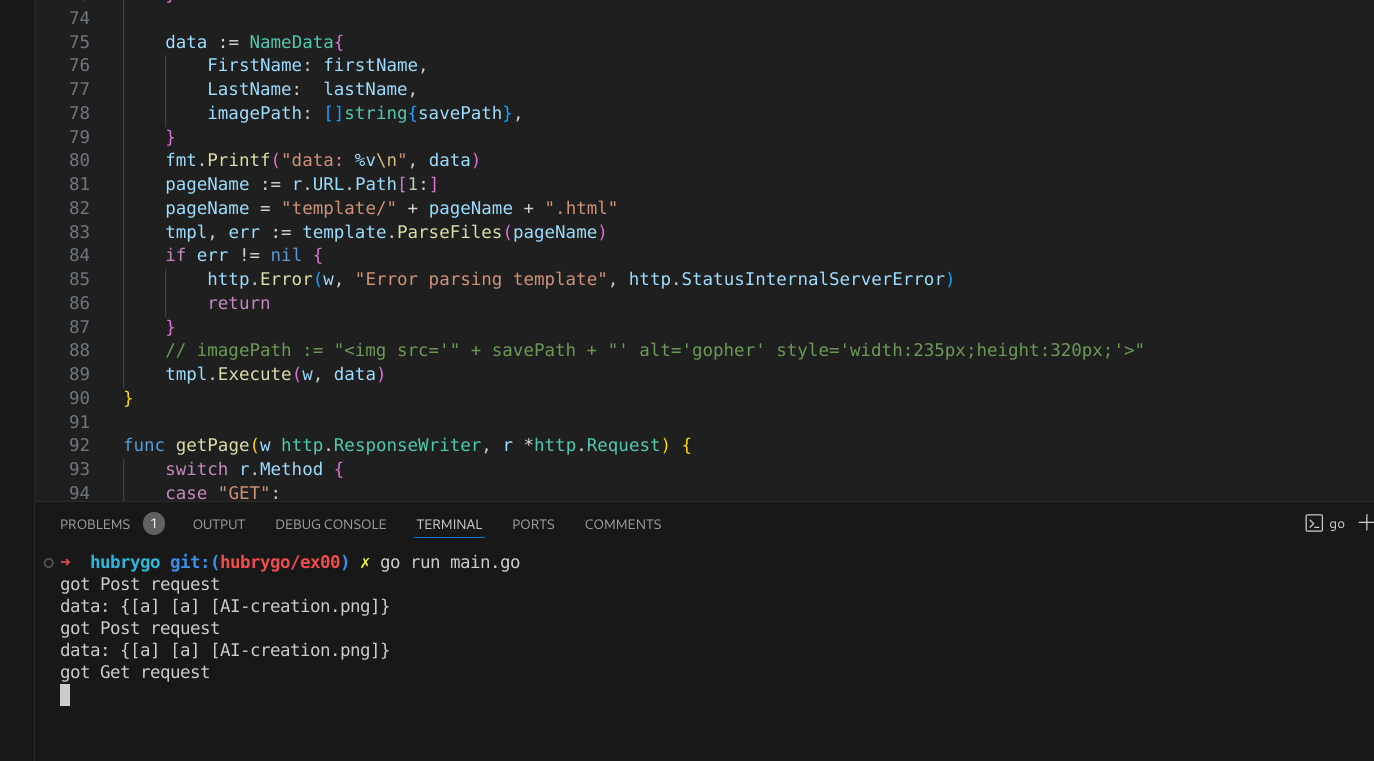 74
75 data := NameData{
76 FirstName: firstName,
77 LastName:  lastName,
78 imagePath: []string{savePath},
79 }
80 fmt.Printf("data: %v\n", data)
81 pageName := r.URL.Path[1:]
82 pageName = "template/" + pageName + ".html"
83 tmpl, err := template.ParseFiles(pageName)
84 if err != nil {
85 http.Error(w, "Error parsing template", http.StatusInternalServerError)
86 return
87 }
88 // imagePath := "<img src='" + savePath + "' alt='gopher' style='width:235px;height:320px;'>"
89 tmpl.Execute(w, data)
90 }
91
92 func getPage(w http.ResponseWriter, r *http.Request) {
93 switch r.Method {
94 case "GET":
PROBLEMS 1 OUTPUT DEBUG CONSOLE TERMINAL PORTS COMMENTS go
➜ hubrygo git:(hubrygo/ex00) ✗ go run main.go
got Post request
data: {[a] [a] [AI-creation.png]}
got Post request
data: {[a] [a] [AI-creation.png]}
got Get request